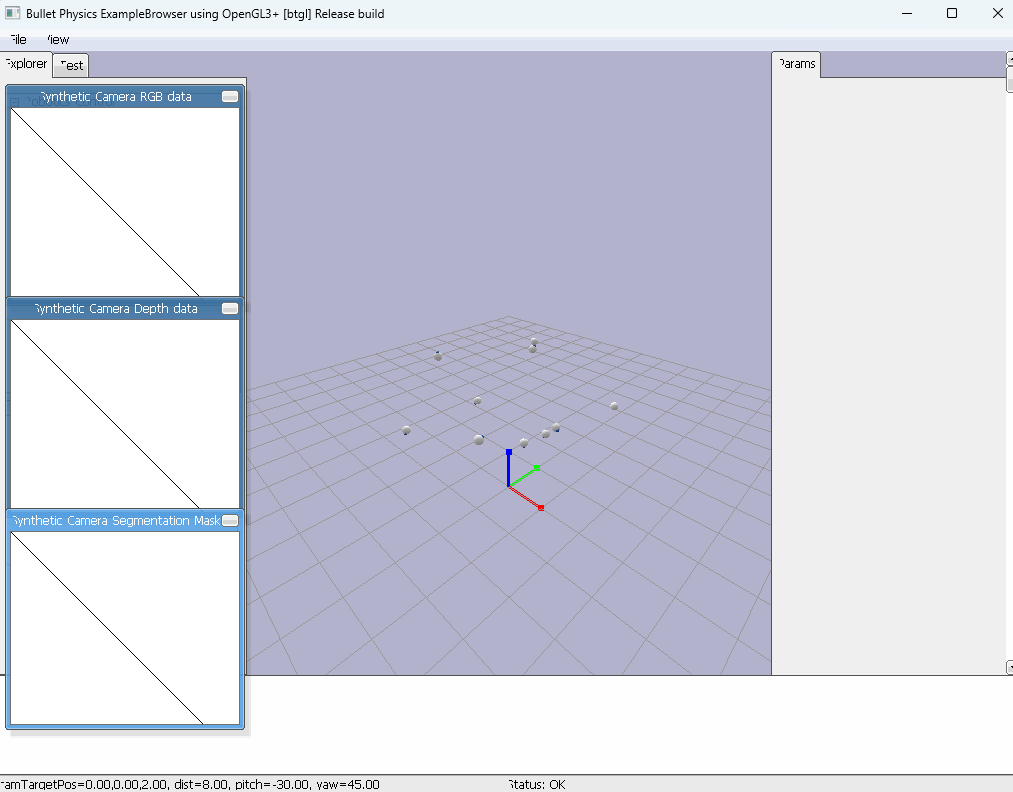 Bullet Physics ExampleBrowser using OpenGL3+ [btgl] Release build
File View
Explorer Test Params
Synthetic Camera RGB data
Synthetic Camera Depth data
Synthetic Camera Segmentation Mask
camTargetPos=0.00,0.00,2.00, dist=8.00, pitch=-30.00, yaw=45.00 Status: OK